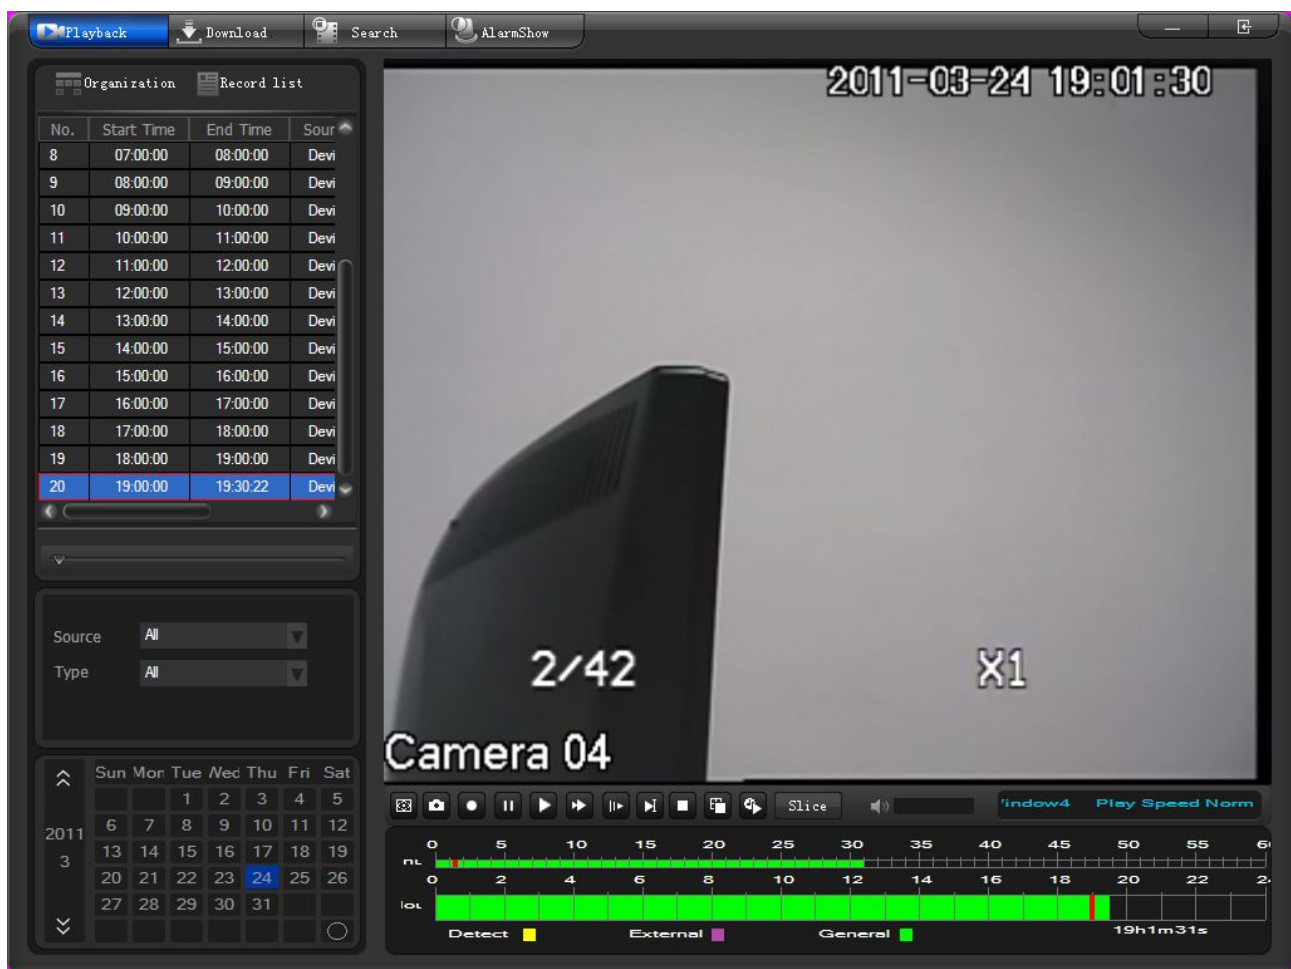 Playback Download Search AlarmShow
Organization Record list
No. Start Time End Time Sour
8 07:00:00 08:00:00 Devi
9 08:00:00 09:00:00 Devi
10 09:00:00 10:00:00 Devi
11 10:00:00 11:00:00 Devi
12 11:00:00 12:00:00 Devi
13 12:00:00 13:00:00 Devi
14 13:00:00 14:00:00 Devi
15 14:00:00 15:00:00 Devi
16 15:00:00 16:00:00 Devi
17 16:00:00 17:00:00 Devi
18 17:00:00 18:00:00 Devi
19 18:00:00 19:00:00 Devi
20 19:00:00 19:30:22 Devi
Source All
Type All
2011
3
Sun Mon Tue Wed Thu Fri Sat
1 2 3 4 5
6 7 8 9 10 11 12
13 14 15 16 17 18 19
20 21 22 23 24 25 26
27 28 29 30 31
2011-03-24 19:01:30
2/42 X1
Camera 04
Slice indow4 Play Speed Norm
0 5 10 15 20 25 30 35 40 45 50 55 6
0 2 4 6 8 10 12 14 16 18 20 22 2
Detect External General 19h1m31s